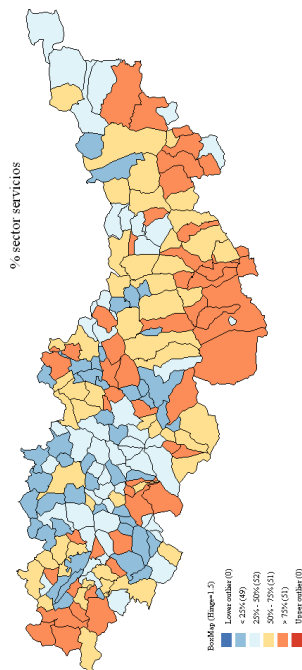 % sector servicios
BoxMap (Hinge=1.5)
Lower outlier (0)
< 25% (49)
25% - 50% (52)
50% - 75% (51)
> 75% (51)
Upper outlier (0)